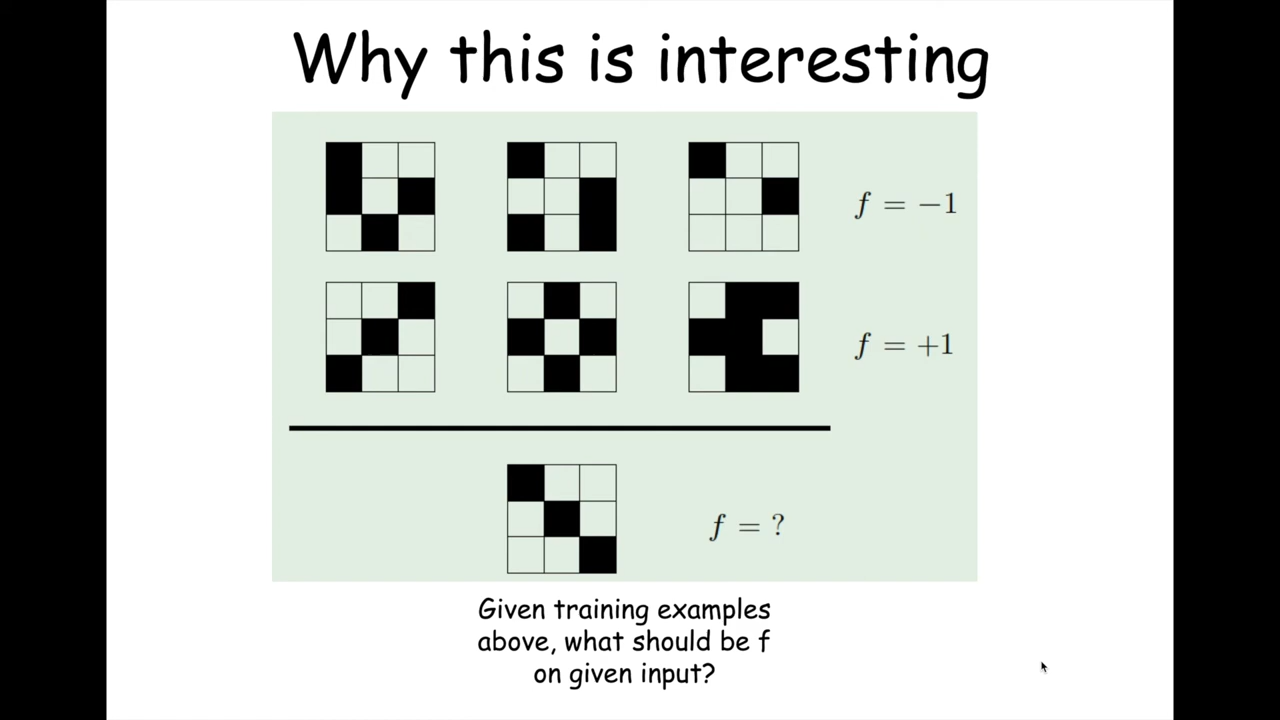 Why this is interesting
f = −1
f = +1
f = ?
Given training examples
above, what should be f
on given input?